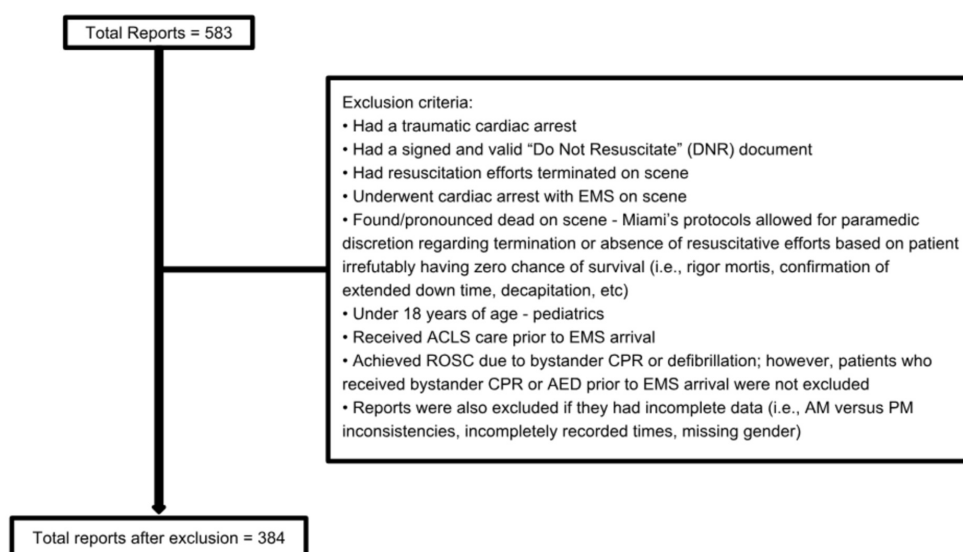 Total Reports = 583
Exclusion criteria:
• Had a traumatic cardiac arrest
• Had a signed and valid “Do Not Resuscitate” (DNR) document
• Had resuscitation efforts terminated on scene
• Underwent cardiac arrest with EMS on scene
• Found/pronounced dead on scene - Miami’s protocols allowed for paramedic
discretion regarding termination or absence of resuscitative efforts based on patient
irrefutably having zero chance of survival (i.e., rigor mortis, confirmation of
extended down time, decapitation, etc)
• Under 18 years of age - pediatrics
• Received ACLS care prior to EMS arrival
• Achieved ROSC due to bystander CPR or defibrillation; however, patients who
received bystander CPR or AED prior to EMS arrival were not excluded
• Reports were also excluded if they had incomplete data (i.e., AM versus PM
inconsistencies, incompletely recorded times, missing gender)
Total reports after exclusion = 384